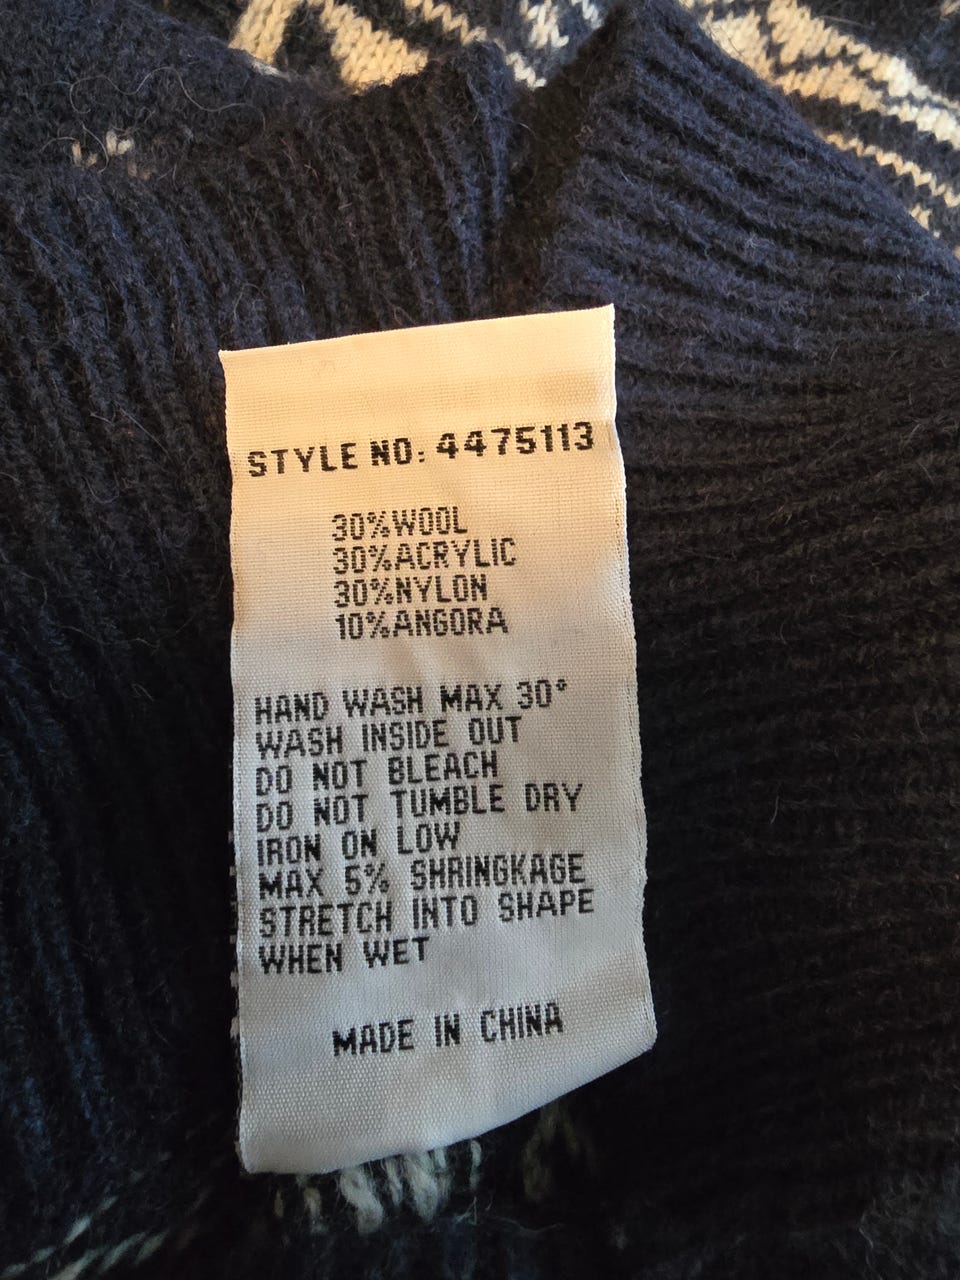 STYLE NO: 4475113
30%WOOL
30%ACRYLIC
30%NYLON
10%ANGORA
HAND WASH MAX 30°
WASH INSIDE OUT
DO NOT BLEACH
DO NOT TUMBLE DRY
IRON ON LOW
MAX 5% SHRINGKAGE
STRETCH INTO SHAPE
WHEN WET
MADE IN CHINA